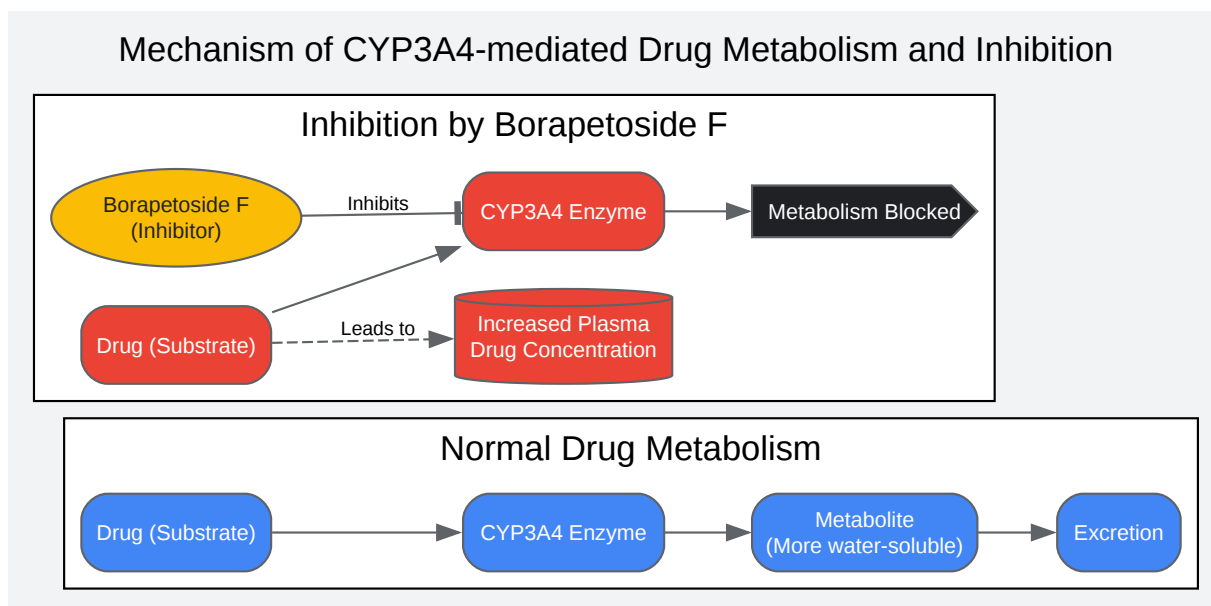 Mechanism of CYP3A4-mediated Drug Metabolism and Inhibition
Inhibition by Borapetoside F
Borapetoside F
(Inhibitor)
Inhibits
CYP3A4 Enzyme
Metabolism Blocked
Drug (Substrate)
Leads to
Increased Plasma
Drug Concentration
Normal Drug Metabolism
Drug (Substrate)
CYP3A4 Enzyme
Metabolite
(More water-soluble)
Excretion